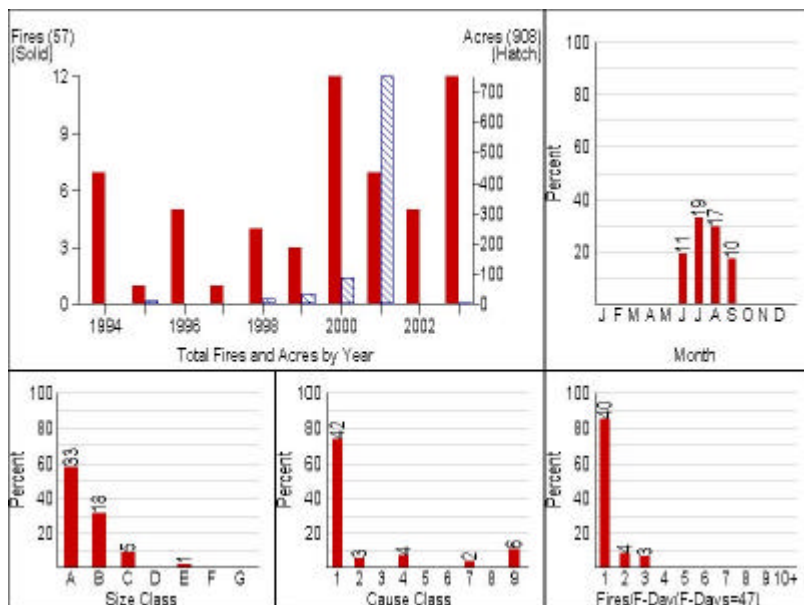 Fires (57)
(Solid)
Acres (908)
(Hatch)
12
9
6
3
0
700
600
500
400
300
200
100
0
1994 1996 1998 2000 2002
Total Fires and Acres by Year
Percent
100
80
60
40
20
11 19 17 10
J F M A M J J A S O N D
Month
Percent
100
80
60
40
20
33 18 5 1
A B C D E F G
Size Class
Percent
100
80
60
40
20
42 3 4 2 6
1 2 3 4 5 6 7 8 9
Cause Class
Percent
100
80
60
40
20
40 4 3
1 2 3 4 5 6 7 8 9 10+
Fires/F-Day(F-Days=47)